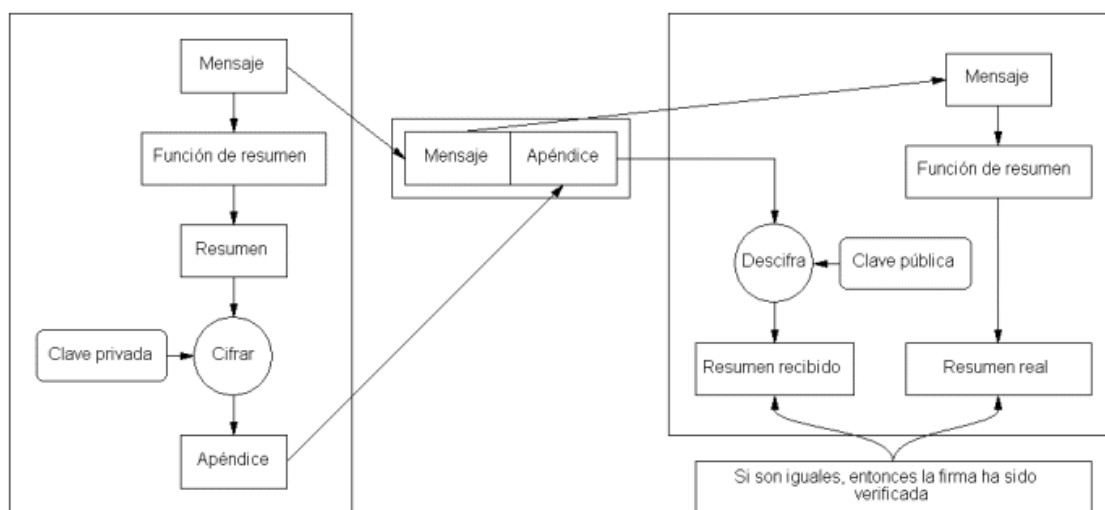 Mensaje
Función de resumen
Resumen
Clave privada
Cifrar
Apéndice
Mensaje
Apéndice
Mensaje
Función de resumen
Descifra
Clave pública
Resumen recibido
Resumen real
Si son iguales, entonces la firma ha sido
verificada